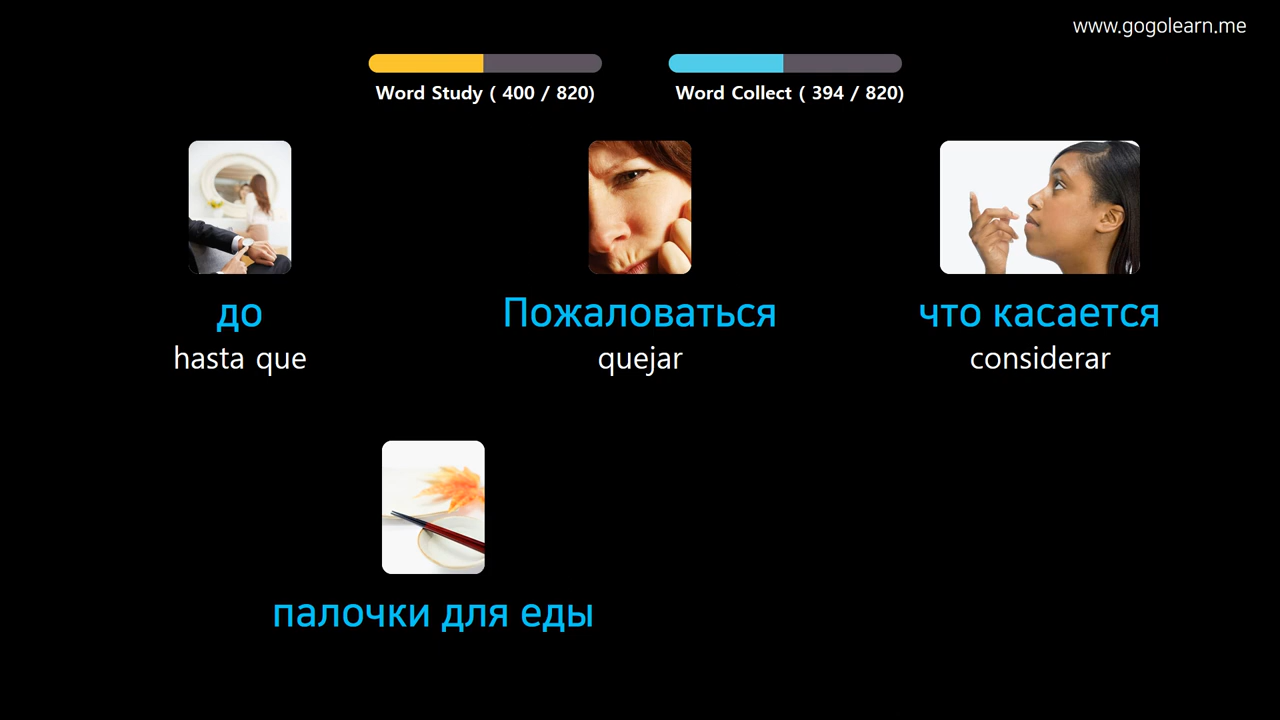 www.gogolearn.me
Word Study ( 400 / 820)
Word Collect ( 394 / 820)
до
hasta que
Пожаловаться
quejar
что касается
considerar
палочки для еды